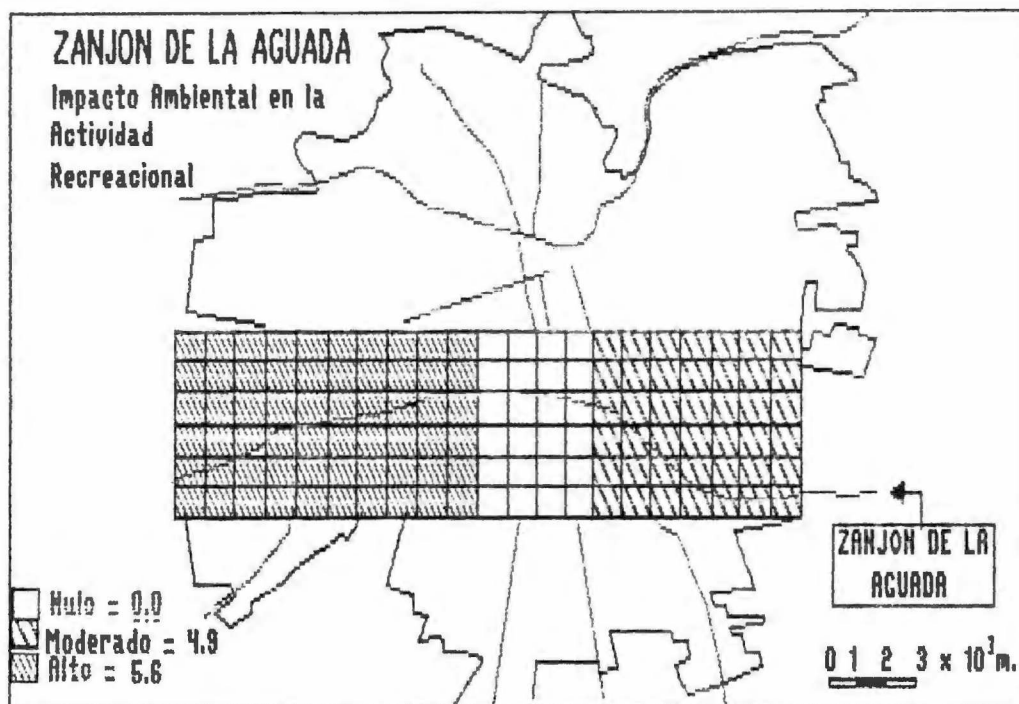 ZANJON DE LA AGUADA
Impacto Ambiental en la
Actividad
Recreacional
ZANJON DE LA
AGUADA
Nulo = 0.0
Moderado = 4.9
Alto = 5.6
0 1 2 3 x 10³m.